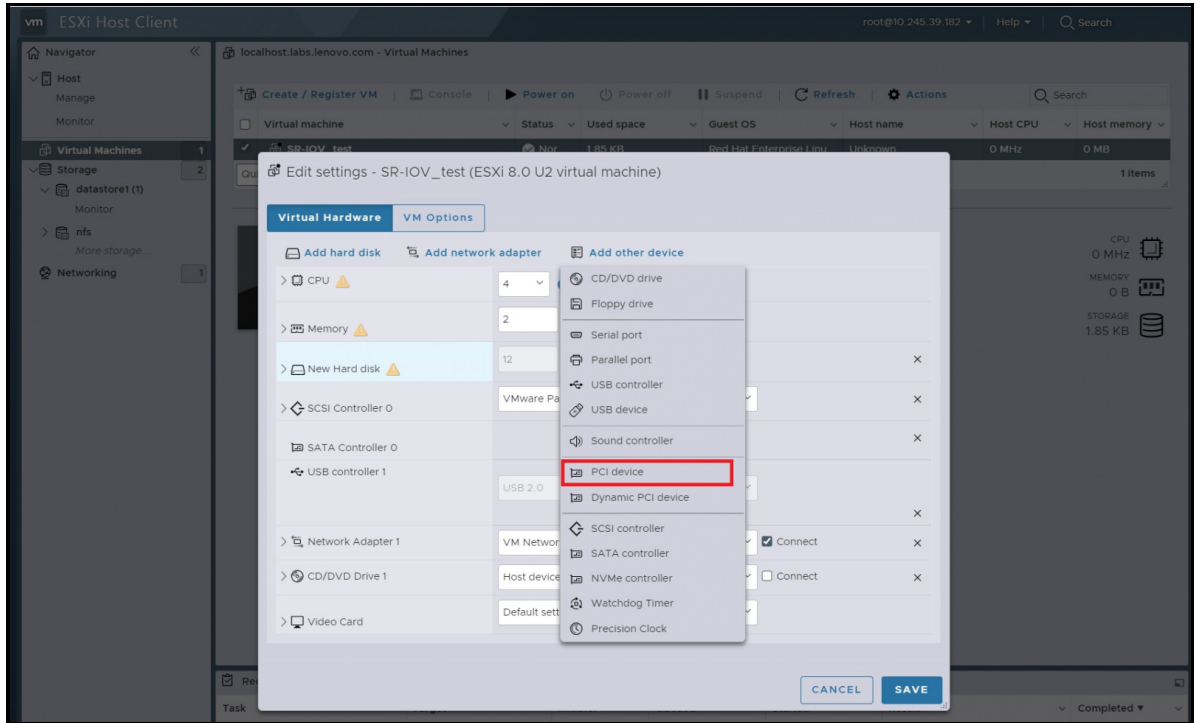 vm ESXi Host Client
root@10.245.39.182 Help Search
Navigator
localhost.labs.lenovo.com - Virtual Machines
Host
Manage
Monitor
Virtual Machines 1
Storage 2
datastore1 (1)
Monitor
nfs
More storage...
Networking 1
Create / Register VM Console Power on Power off Suspend Refresh Actions Search
Virtual machine Status Used space Guest OS Host name Host CPU Host memory
SR-IOV_test Nor 1.85 KB Red Hat Enterprise Linu Unknown 0 MHz 0 MB
Qu 1 items
CPU
0 MHz
MEMORY
0 B
STORAGE
1.85 KB
Edit settings - SR-IOV_test (ESXi 8.0 U2 virtual machine)
Virtual Hardware VM Options
Add hard disk Add network adapter Add other device
CPU 4
Memory 2
New Hard disk 12
SCSI Controller 0 VMware Pa
SATA Controller 0
USB controller 1
USB 2.0
Network Adapter 1 VM Networ Connect
CD/DVD Drive 1 Host device Connect
Video Card Default sett
CD/DVD drive
Floppy drive
Serial port
Parallel port
USB controller
USB device
Sound controller
PCI device
Dynamic PCI device
SCSI controller
SATA controller
NVMe controller
Watchdog Timer
Precision Clock
CANCEL SAVE
Re
Task Completed